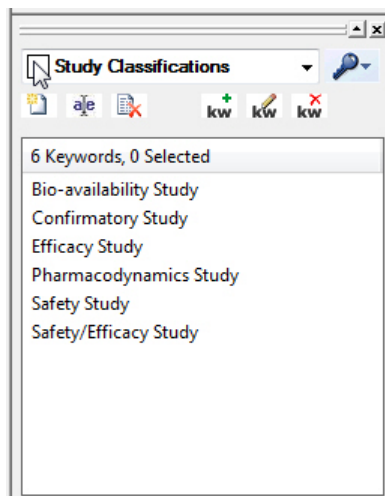 Study Classifications
a|e
kw kw kw
6 Keywords, 0 Selected
Bio-availability Study
Confirmatory Study
Efficacy Study
Pharmacodynamics Study
Safety Study
Safety/Efficacy Study